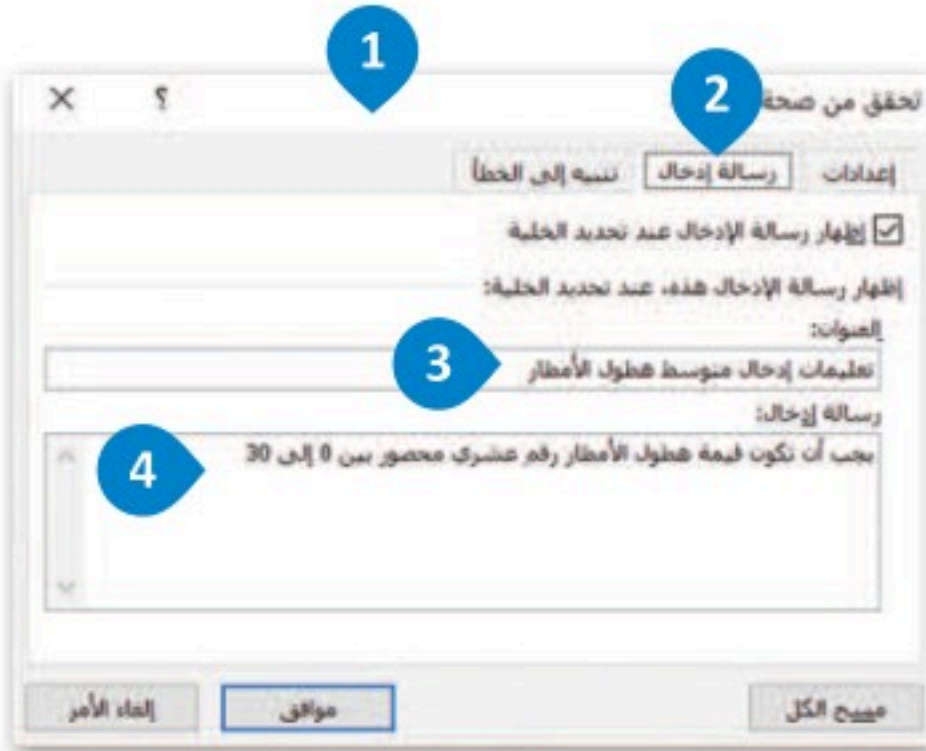 1
2
تحقق من صحة
؟
إعدادات
رسالة إدخال
تنبيه إلى الخطأ
إظهار رسالة الإدخال عند تحديد الخلية
إظهار رسالة الإدخال هذه، عند تحديد الخلية:
العنوان:
تعليمات إدخال متوسط هطول الأمطار
3
رسالة إدخال:
يجب أن تكون قيمة هطول الأمطار رقم عشري محصور بين 0 إلى 30
4
مسح الكل
موافق
إلغاء الأمر